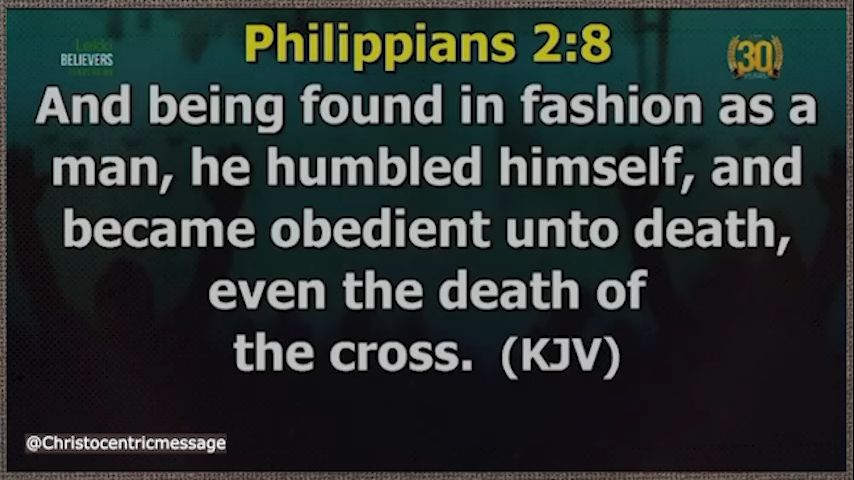 Philippians 2:8
BELIEVERS
30
And being found in fashion as a
man, he humbled himself, and
became obedient unto death,
even the death of
the cross. (KJV)
@Christocentricmessage